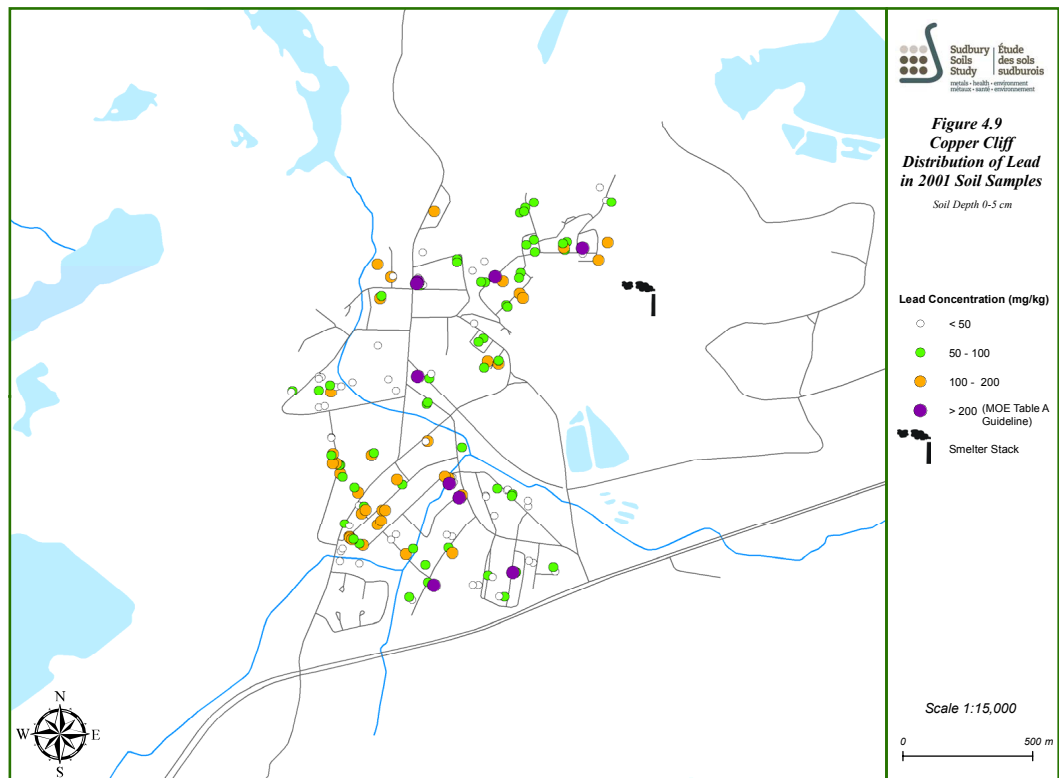 Sudbury
Soils
Study
Étude
des sols
sudburois
metals • health • environment
métaux • santé • environnement
Figure 4.9
Copper Cliff
Distribution of Lead
in 2001 Soil Samples
Soil Depth 0-5 cm
Lead Concentration (mg/kg)
< 50
50 - 100
100 - 200
> 200 (MOE Table A
Guideline)
Smelter Stack
Scale 1:15,000
0 500 m
N
W E
S